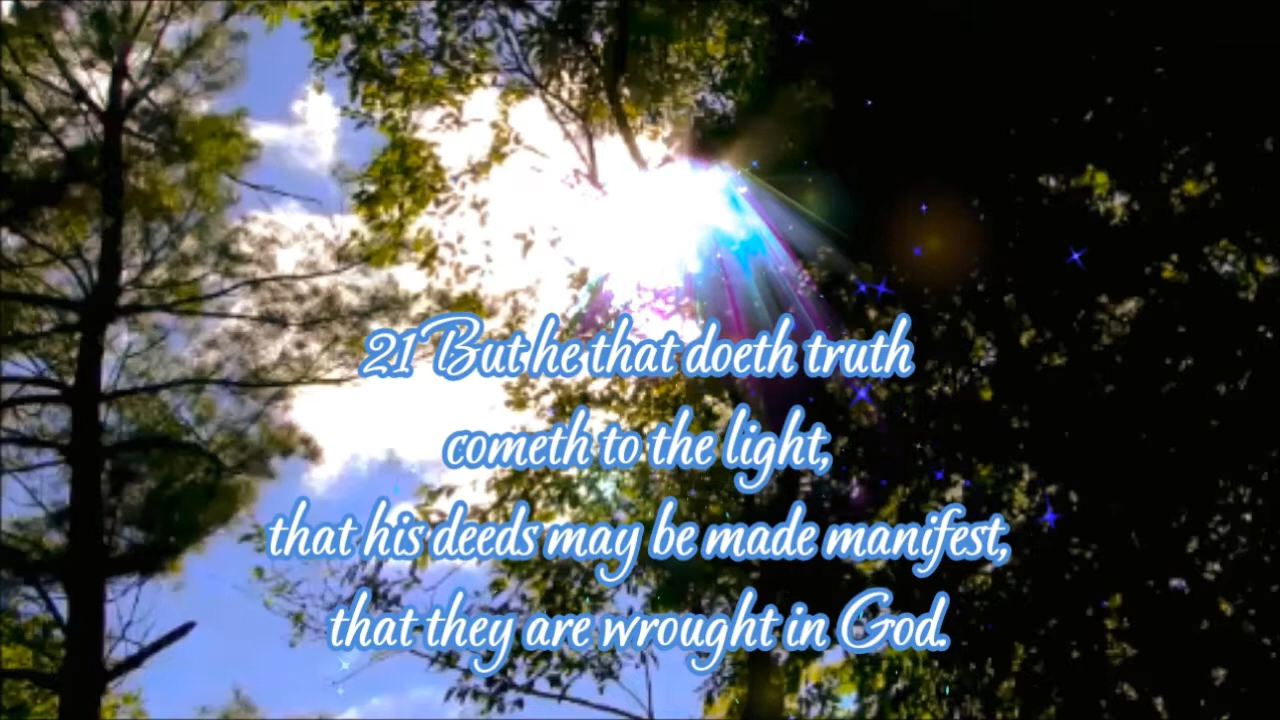 21 But he that doeth truth
cometh to the light,
that his deeds may be made manifest,
that they are wrought in God.